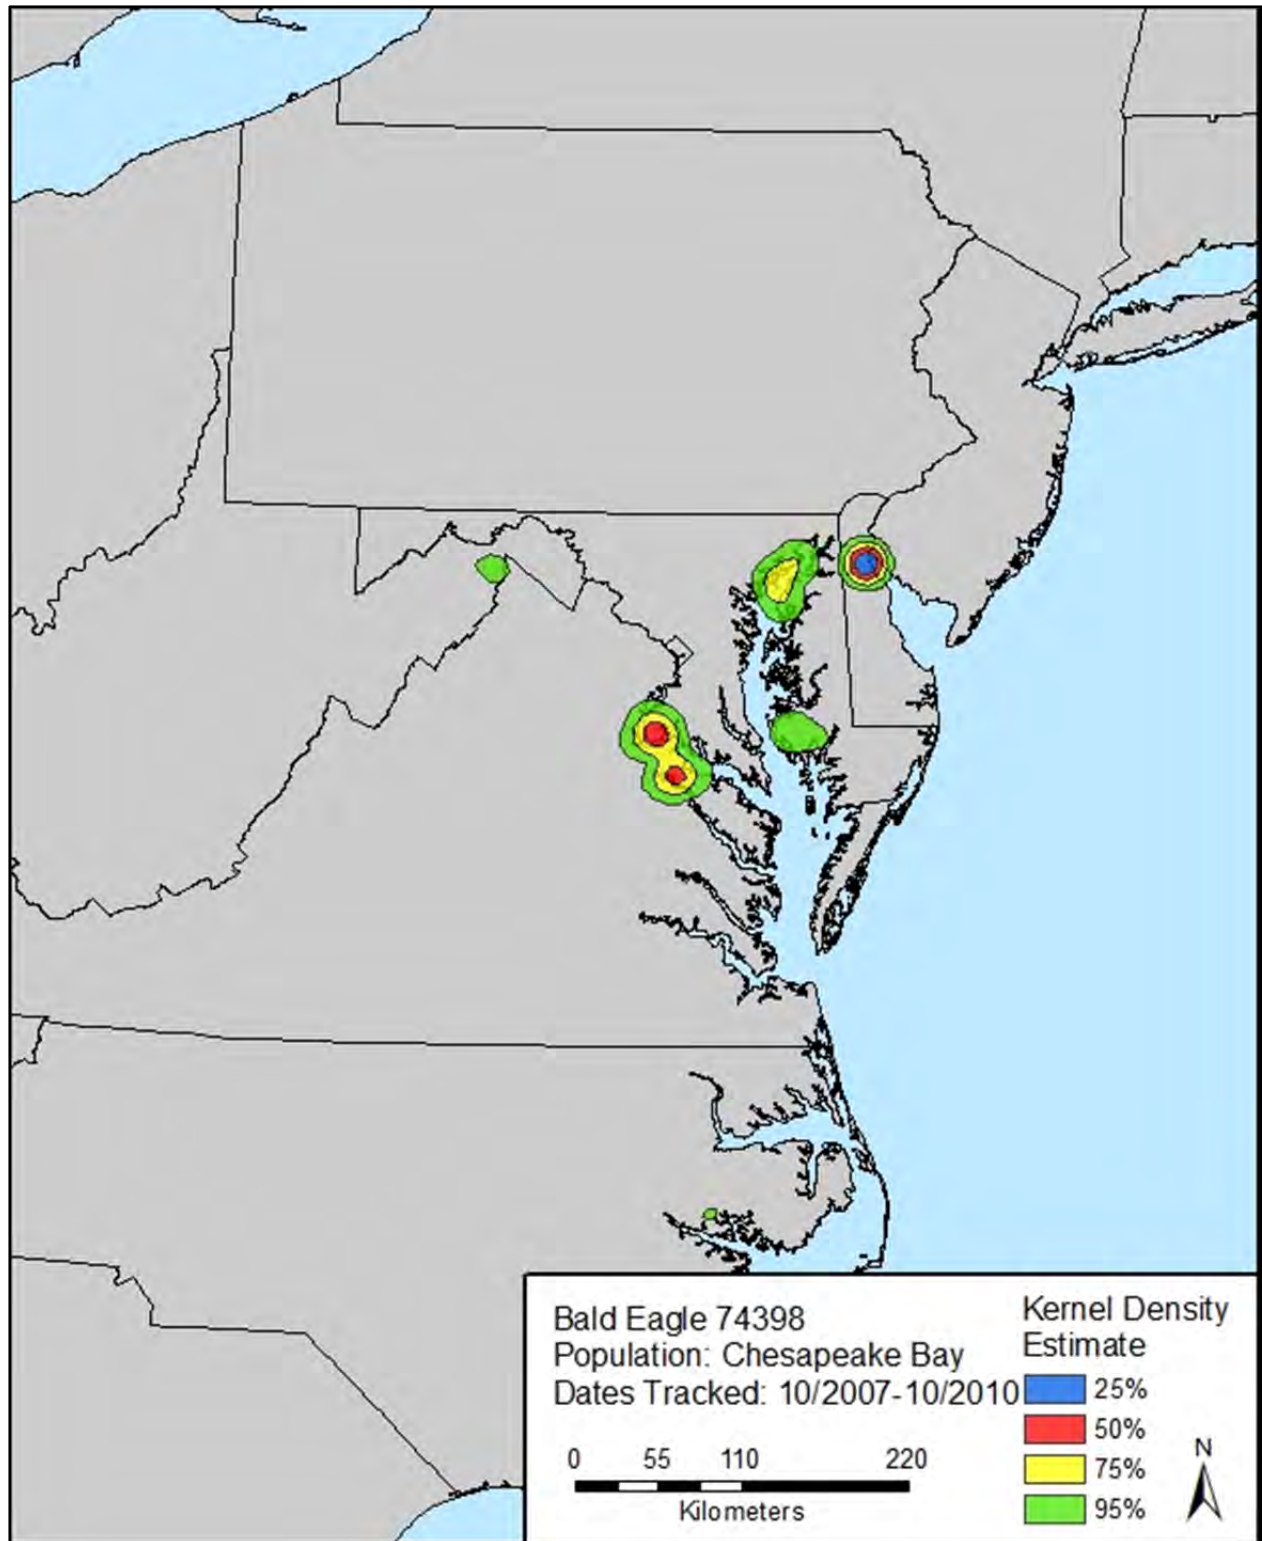 Bald Eagle 74398
Population: Chesapeake Bay
Dates Tracked: 10/2007-10/2010
0 55 110 220
Kilometers
Kernel Density
Estimate
25%
50%
75%
95%
N